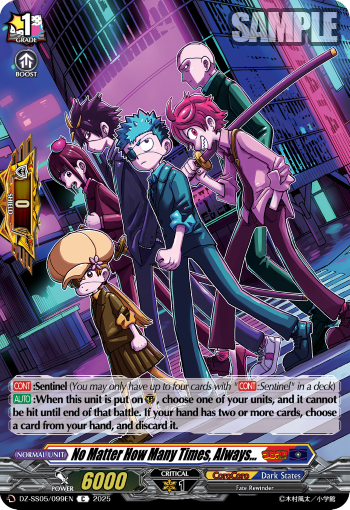 SAMPLE
1
GRADE
BOOST
SHIELD
0
CONT:Sentinel (You may only have up to four cards with "CONT:Sentinel" in a deck)
AUTO:When this unit is put on GC, choose one of your units, and it cannot
be hit until end of that battle. If your hand has two or more cards, choose
a card from your hand, and discard it.
NORMAL UNIT No Matter How Many Times, Always...
POWER 6000 CRITICAL 1 CoroCoro Dark States
Fate Rewinder
D DZ-SS05/099EN C 2025 ©木村風太／小学館